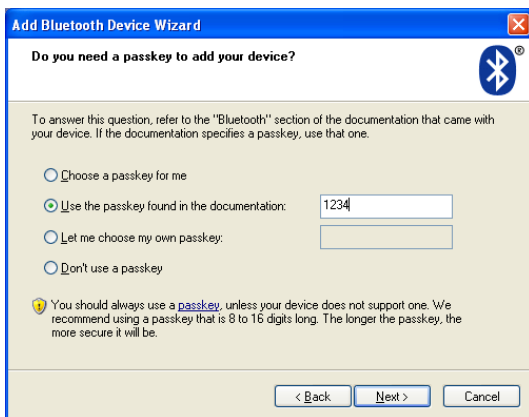 Add Bluetooth Device Wizard
Do you need a passkey to add your device?
®
To answer this question, refer to the "Bluetooth" section of the documentation that came with
your device. If the documentation specifies a passkey, use that one.
Choose a passkey for me
Use the passkey found in the documentation: 1234
Let me choose my own passkey:
Don't use a passkey
You should always use a passkey, unless your device does not support one. We
recommend using a passkey that is 8 to 16 digits long. The longer the passkey, the
more secure it will be.
< Back Next > Cancel